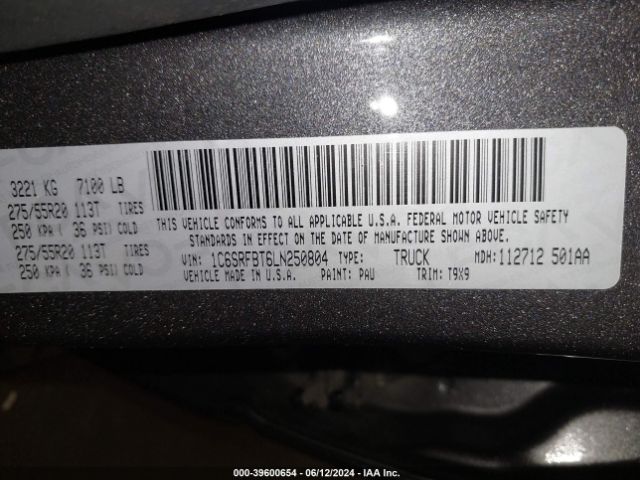 3221 KG 7100 LB
275/55R20 113T TIRES
250 KPA ( 36 PSI) COLD
275/55R20 113T TIRES
250 KPA ( 36 PSI) COLD
THIS VEHICLE CONFORMS TO ALL APPLICABLE U.S.A. FEDERAL MOTOR VEHICLE SAFETY
STANDARDS IN EFFECT ON THE DATE OF MANUFACTURE SHOWN ABOVE.
VIN: 1C6SRFBT6LN250804 TYPE: TRUCK MDH: 112712 501AA
VEHICLE MADE IN U.S.A. PAINT: PAU TRIM: T9X9
000-39600654 - 06/12/2024 - IAA Inc.